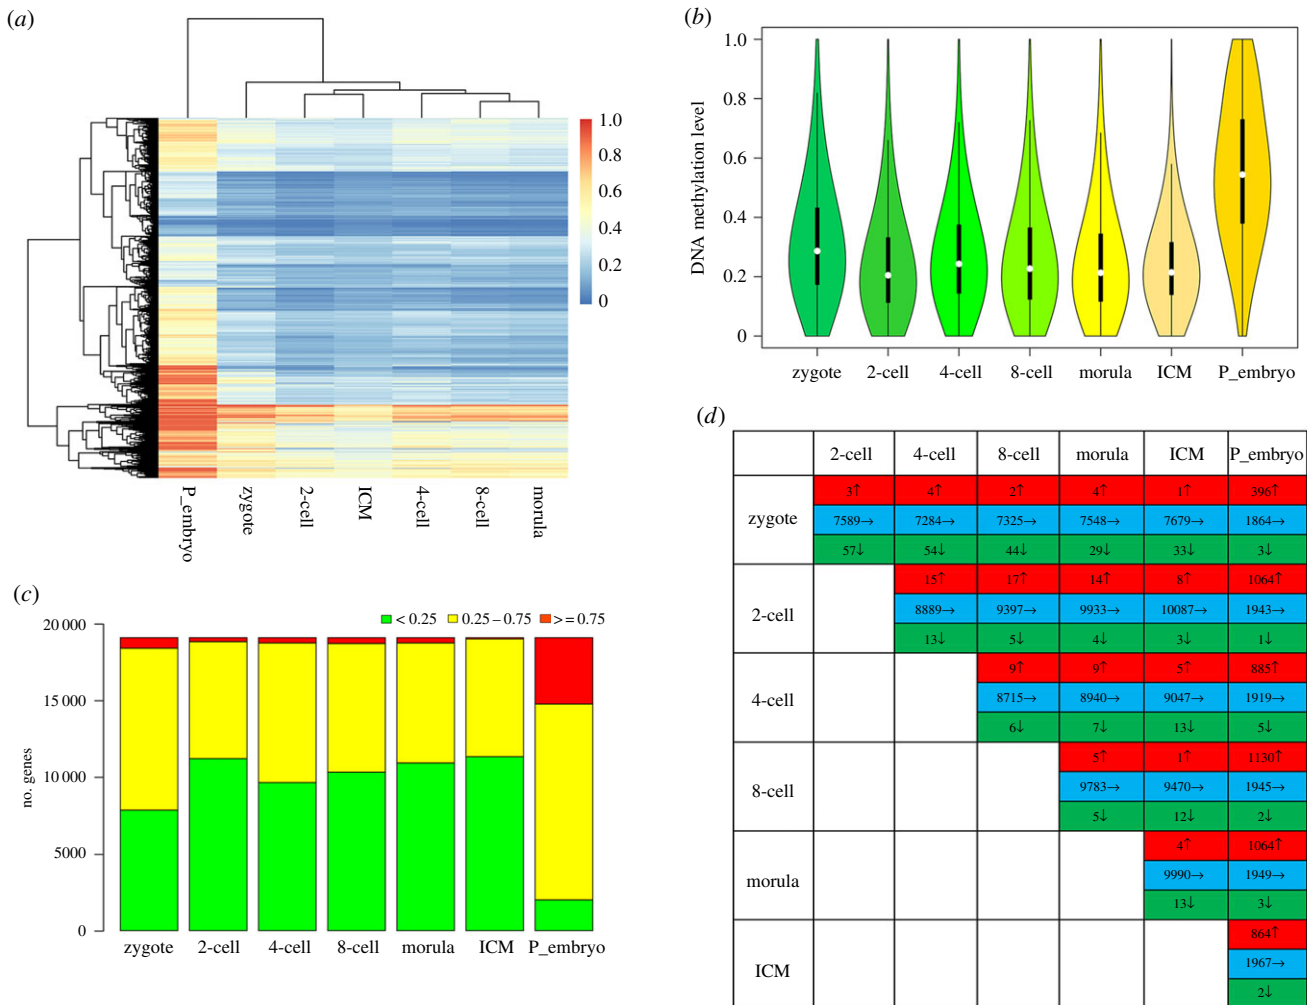 (a)
1.0
0.8
0.6
0.4
0.2
0
P_embryo
zygote
2-cell
ICM
4-cell
8-cell
morula
(b)
DNA methylation level
1.0
0.8
0.6
0.4
0.2
0
zygote 2-cell 4-cell 8-cell morula ICM P_embryo
(c)
< 0.25 0.25 – 0.75 >= 0.75
no. genes
20 000
15 000
10 000
5000
0
zygote 2-cell 4-cell 8-cell morula ICM P_embryo
(d)
2-cell 4-cell 8-cell morula ICM P_embryo
3↑ 4↑ 2↑ 4↑ 1↑ 396↑
zygote 7589→ 7284→ 7325→ 7548→ 7679→ 1864→
57↓ 54↓ 44↓ 29↓ 33↓ 3↓
15↑ 17↑ 14↑ 8↑ 1064↑
2-cell 8889→ 9397→ 9933→ 10087→ 1943→
13↓ 5↓ 4↓ 3↓ 1↓
9↑ 9↑ 5↑ 885↑
4-cell 8715→ 8940→ 9047→ 1919→
6↓ 7↓ 13↓ 5↓
5↑ 1↑ 1130↑
8-cell 9783→ 9470→ 1945→
5↓ 12↓ 2↓
4↑ 1064↑
morula 9990→ 1949→
13↓ 3↓
864↑
ICM 1967→
2↓